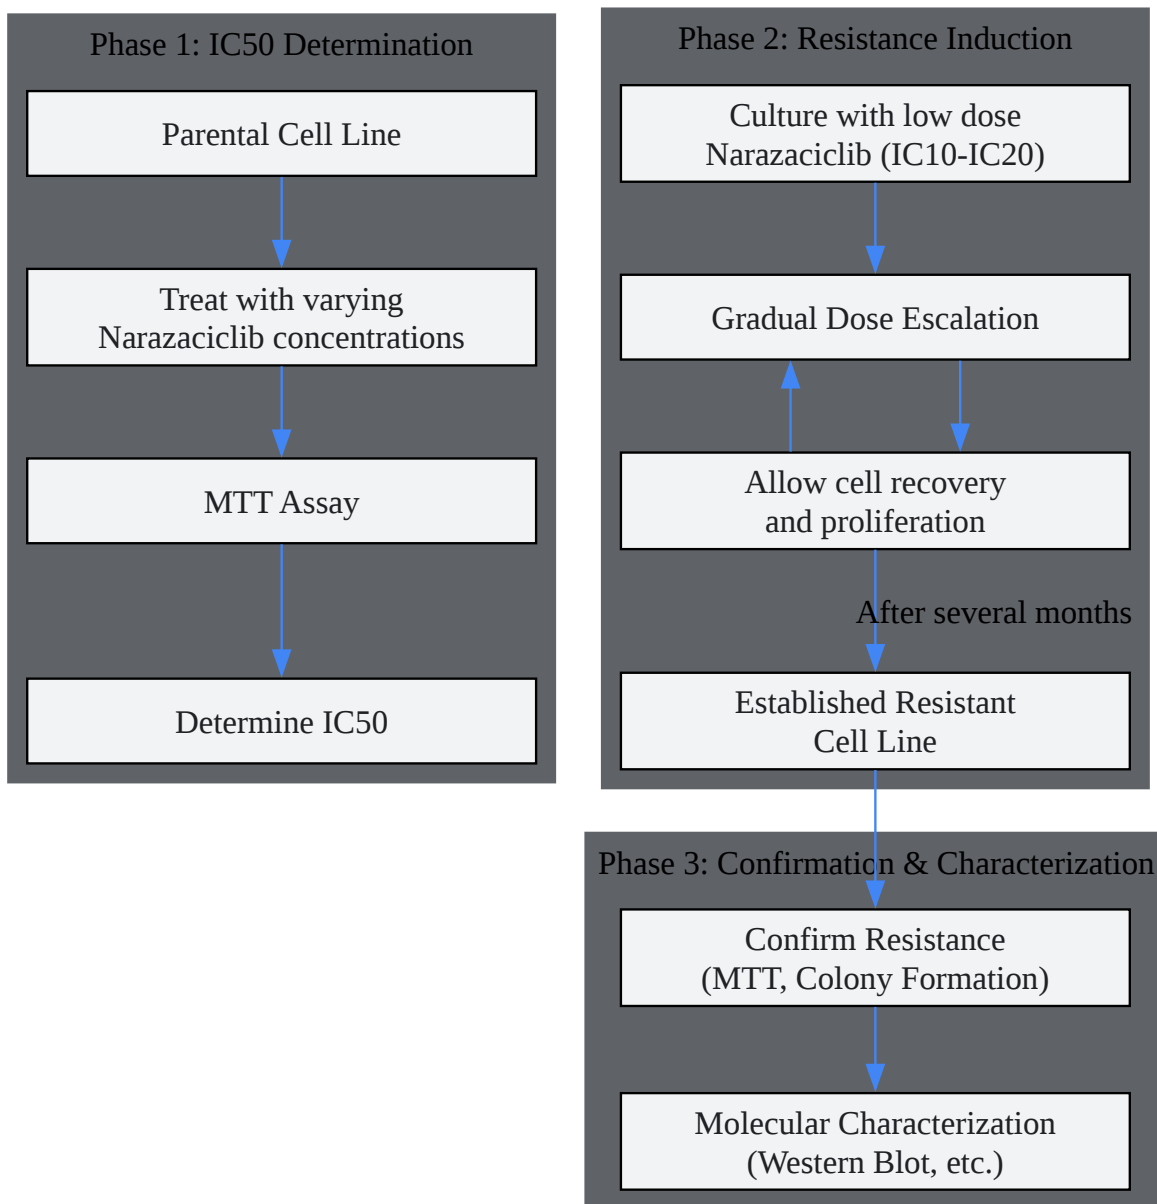 Phase 1: IC50 Determination
Parental Cell Line
Treat with varying
Narazaciclib concentrations
MTT Assay
Determine IC50
Phase 2: Resistance Induction
Culture with low dose
Narazaciclib (IC10-IC20)
Gradual Dose Escalation
Allow cell recovery
and proliferation
After several months
Established Resistant
Cell Line
Phase 3: Confirmation & Characterization
Confirm Resistance
(MTT, Colony Formation)
Molecular Characterization
(Western Blot, etc.)